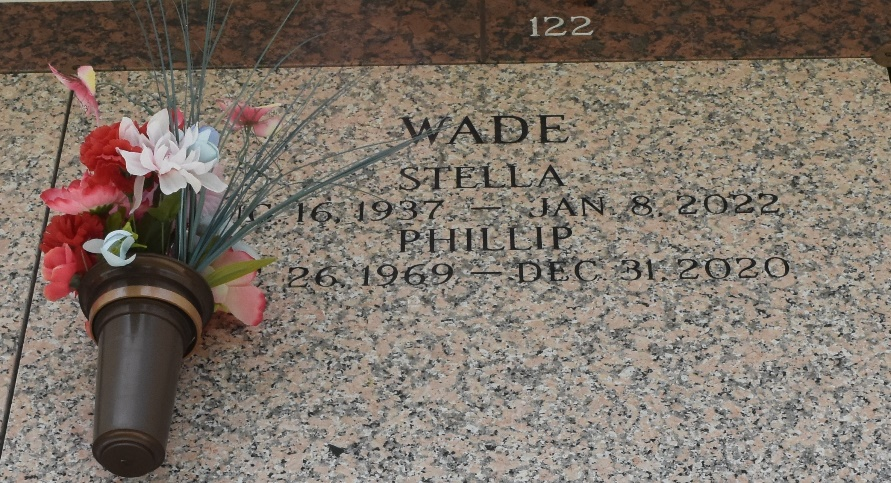 122
WADE
STELLA
16, 1937 — JAN 8, 2022
PHILLIP
26, 1969 — DEC 31, 2020